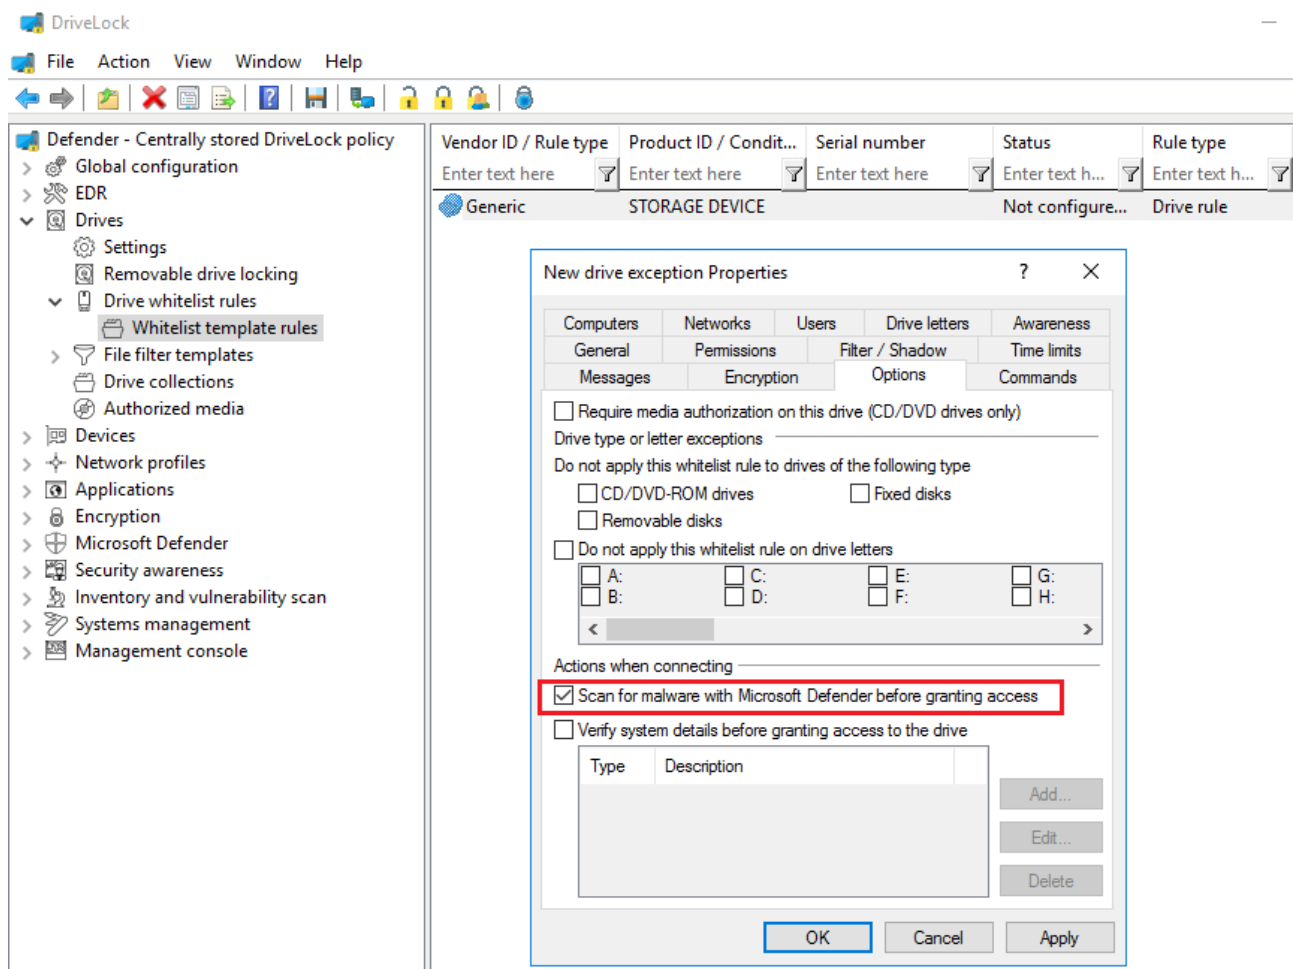 DriveLock
File Action View Window Help
Defender - Centrally stored DriveLock policy
Global configuration
EDR
Drives
Settings
Removable drive locking
Drive whitelist rules
Whitelist template rules
File filter templates
Drive collections
Authorized media
Devices
Network profiles
Applications
Encryption
Microsoft Defender
Security awareness
Inventory and vulnerability scan
Systems management
Management console
Vendor ID / Rule type Product ID / Condit... Serial number Status Rule type
Enter text here Enter text here Enter text here Enter text h... Enter text h...
Generic STORAGE DEVICE Not configure... Drive rule
New drive exception Properties ?
Computers Networks Users Drive letters Awareness
General Permissions Filter / Shadow Time limits
Messages Encryption Options Commands
Require media authorization on this drive (CD/DVD drives only)
Drive type or letter exceptions
Do not apply this whitelist rule to drives of the following type
CD/DVD-ROM drives Fixed disks
Removable disks
Do not apply this whitelist rule on drive letters
A: C: E: G:
B: D: F: H:
Actions when connecting
Scan for malware with Microsoft Defender before granting access
Verify system details before granting access to the drive
Type Description
Add...
Edit...
Delete
OK Cancel Apply